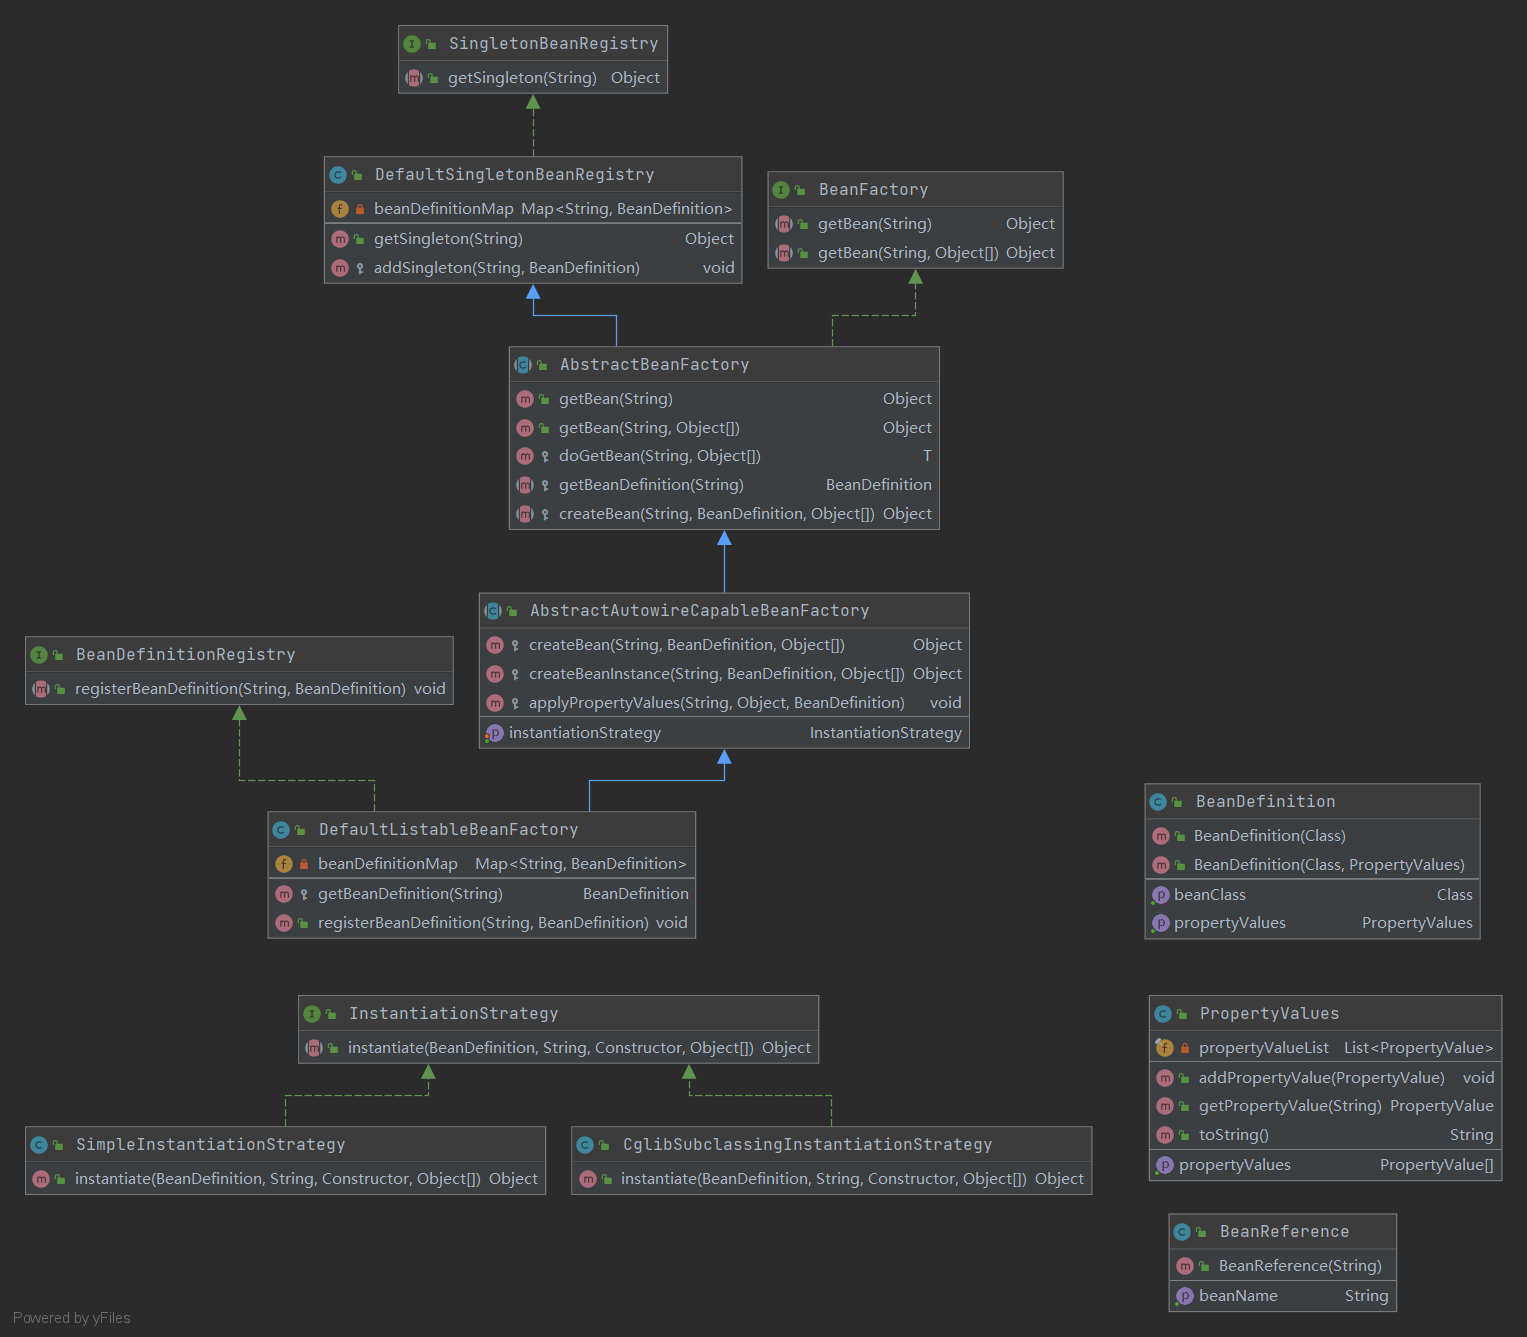 SingletonBeanRegistry
getSingleton(String) Object
DefaultSingletonBeanRegistry
beanDefinitionMap Map<String, BeanDefinition>
getSingleton(String) Object
addSingleton(String, BeanDefinition) void
BeanFactory
getBean(String) Object
getBean(String, Object[]) Object
AbstractBeanFactory
getBean(String) Object
getBean(String, Object[]) Object
doGetBean(String, Object[]) T
getBeanDefinition(String) BeanDefinition
createBean(String, BeanDefinition, Object[]) Object
AbstractAutowireCapableBeanFactory
createBean(String, BeanDefinition, Object[]) Object
createBeanInstance(String, BeanDefinition, Object[]) Object
applyPropertyValues(String, Object, BeanDefinition) void
instantiationStrategy InstantiationStrategy
BeanDefinitionRegistry
registerBeanDefinition(String, BeanDefinition) void
DefaultListableBeanFactory
beanDefinitionMap Map<String, BeanDefinition>
getBeanDefinition(String) BeanDefinition
registerBeanDefinition(String, BeanDefinition) void
BeanDefinition
BeanDefinition(Class)
BeanDefinition(Class, PropertyValues)
beanClass Class
propertyValues PropertyValues
InstantiationStrategy
instantiate(BeanDefinition, String, Constructor, Object[]) Object
SimpleInstantiationStrategy
instantiate(BeanDefinition, String, Constructor, Object[]) Object
CglibSubclassingInstantiationStrategy
instantiate(BeanDefinition, String, Constructor, Object[]) Object
PropertyValues
propertyValueList List<PropertyValue>
addPropertyValue(PropertyValue) void
getPropertyValue(String) PropertyValue
toString() String
propertyValues PropertyValue[]
BeanReference
BeanReference(String)
beanName String
Powered by yFiles